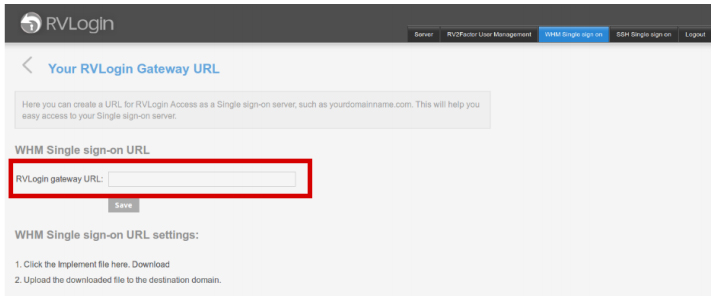 RVLogin
Server RV2Factor User Management WHM Single sign on SSH Single sign on Logout
Your RVLogin Gateway URL
Here you can create a URL for RVLogin Access as a Single sign-on server, such as yourdomainname.com. This will help you
easy access to your Single sign-on server.
WHM Single sign-on URL
RVLogin gateway URL:
Save
WHM Single sign-on URL settings:
1. Click the Implement file here. Download
2. Upload the downloaded file to the destination domain.